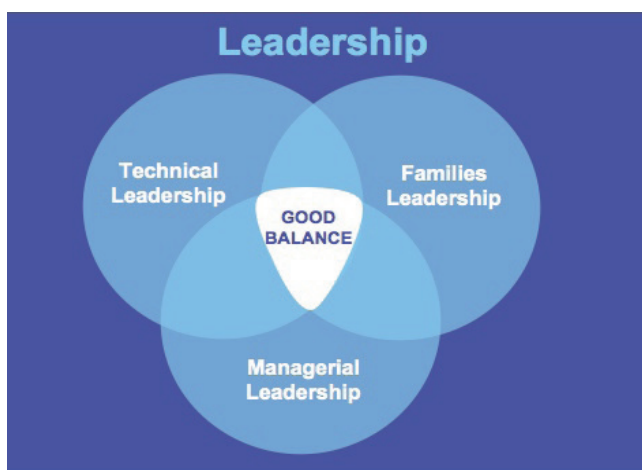 Leadership
Technical
Leadership
Families
Leadership
GOOD
BALANCE
Managerial
Leadership